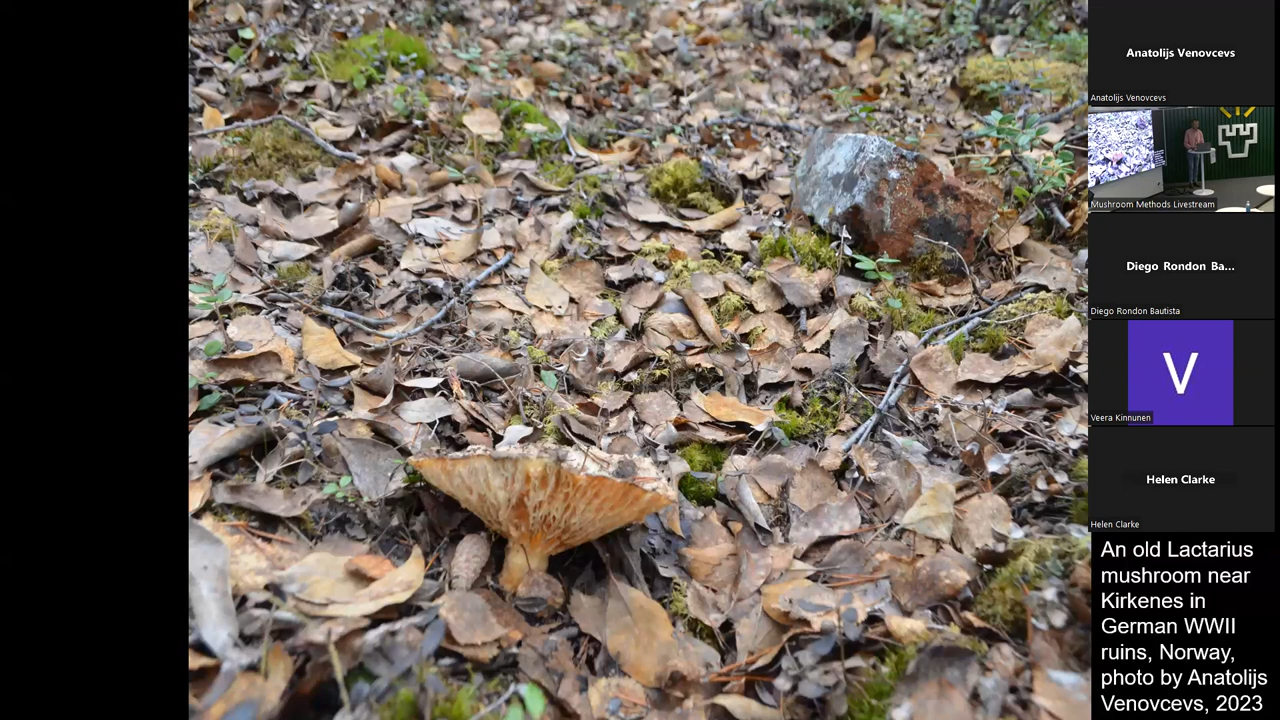 Anatolijs Venovcevs
Anatolijs Venovcevs
Mushroom Methods Livestream
Diego Rondon Ba...
Diego Rondon Bautista
V
Veera Kinnunen
Helen Clarke
Helen Clarke
An old Lactarius
mushroom near
Kirkenes in
German WWII
ruins, Norway,
photo by Anatolijs
Venovcevs, 2023